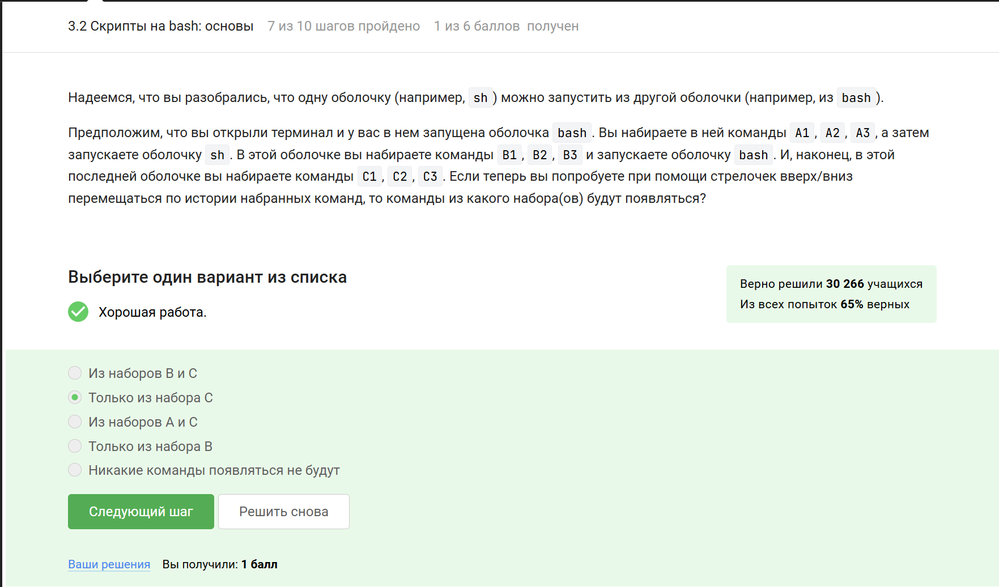 3.2 Скрипты на bash: основы 7 из 10 шагов пройдено 1 из 6 баллов получен
Надеемся, что вы разобрались, что одну оболочку (например, sh) можно запустить из другой оболочки (например, из bash).
Предположим, что вы открыли терминал и у вас в нем запущена оболочка bash. Вы набираете в ней команды A1, A2, A3, а затем
запускаете оболочку sh. В этой оболочке вы набираете команды B1, B2, B3 и запускаете оболочку bash. И, наконец, в этой
последней оболочке вы набираете команды C1, C2, C3. Если теперь вы попробуете при помощи стрелочек вверх/вниз
перемещаться по истории набранных команд, то команды из какого набора(ов) будут появляться?
Выберите один вариант из списка
Хорошая работа.
Верно решили 30 266 учащихся
Из всех попыток 65% верных
Из наборов B и C
Только из набора C
Из наборов A и C
Только из набора B
Никакие команды появляться не будут
Следующий шаг Решить снова
Ваши решения Вы получили: 1 балл